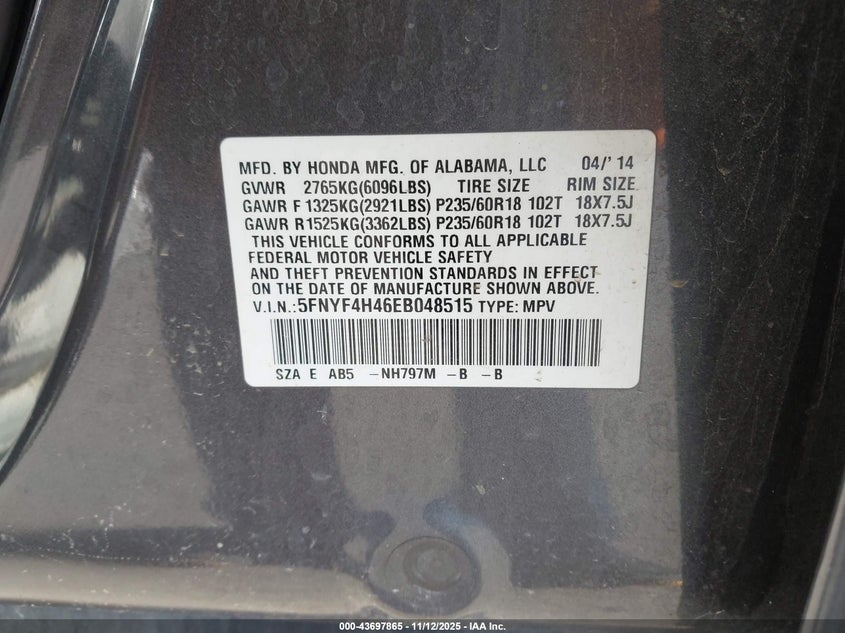 MFD. BY HONDA MFG. OF ALABAMA, LLC 04/' 14
GVWR 2765KG(6096LBS) TIRE SIZE RIM SIZE
GAWR F 1325KG(2921LBS) P235/60R18 102T 18X7.5J
GAWR R1525KG(3362LBS) P235/60R18 102T 18X7.5J
THIS VEHICLE CONFORMS TO ALL APPLICABLE
FEDERAL MOTOR VEHICLE SAFETY
AND THEFT PREVENTION STANDARDS IN EFFECT
ON THE DATE OF MANUFACTURE SHOWN ABOVE.
V.I.N.:5FNYF4H46EB048515 TYPE: MPV
SZA E AB5 -NH797M -B -B
000-43697865 - 11/12/2025 - IAA Inc.